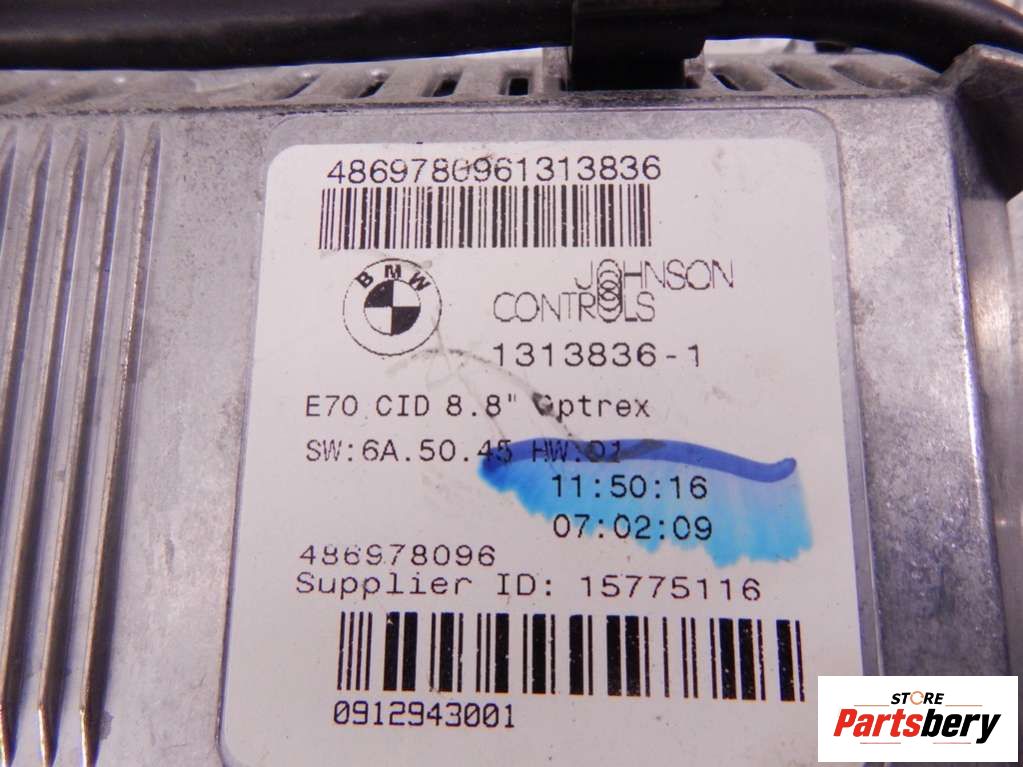 4869780961313836
BMW
JOHNSON
CONTROLS
1313836-1
E70 CID 8.8" Optrex
SW:6A.50.45 HW:01
11:50:16
07:02:09
486978096
Supplier ID: 15775116
0912943001
STORE
Partsbery